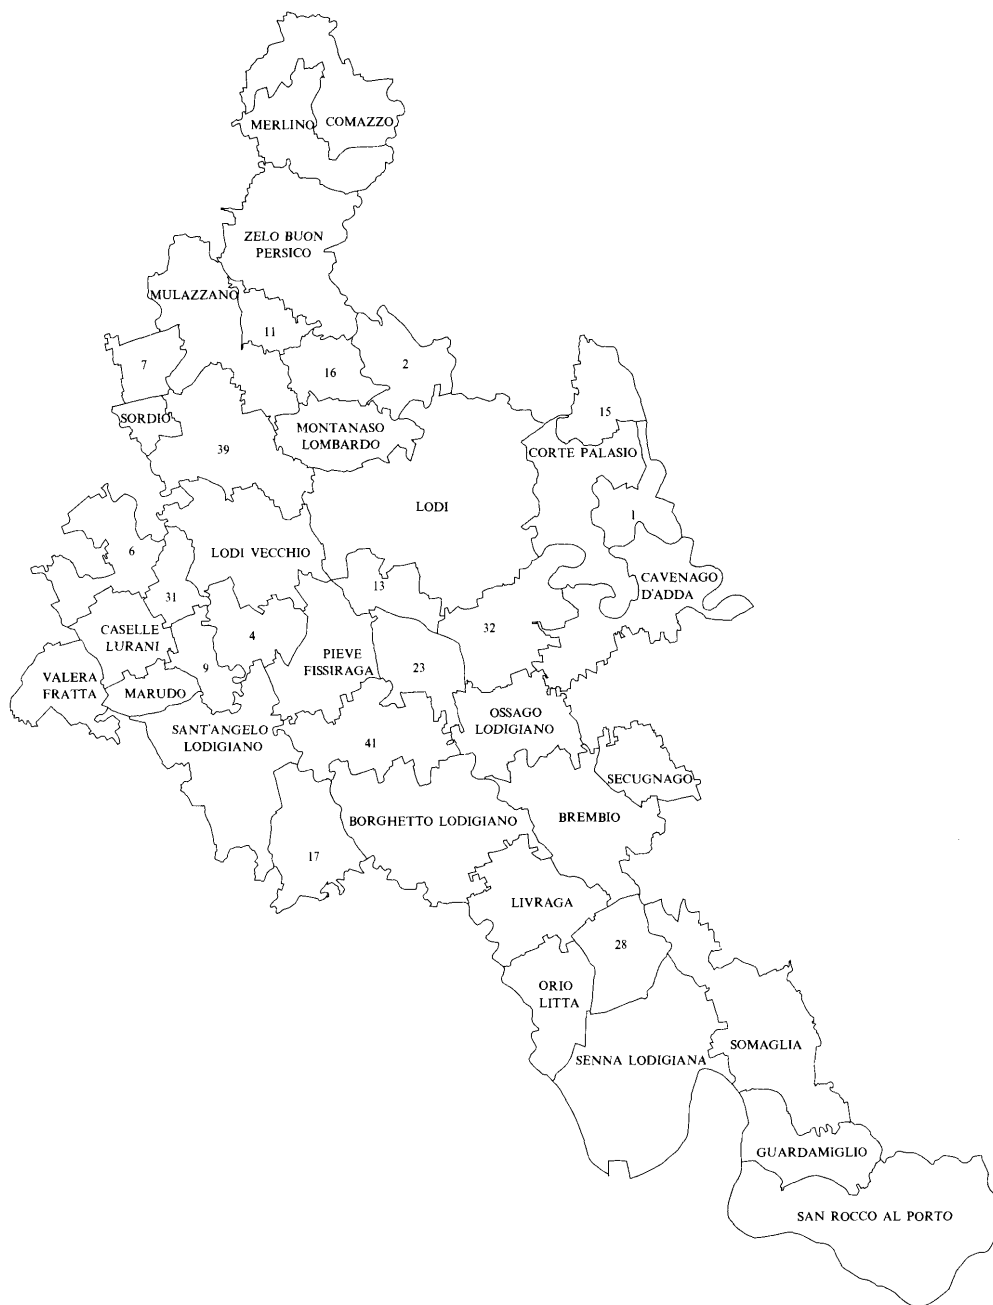 MERLINO
COMAZZO
ZELO BUON
PERSICO
MULAZZANO
11
7
16
2
SORDIO
MONTANASO
LOMBARDO
15
39
CORTE PALASIO
LODI
1
6
LODI VECCHIO
13
CAVENAGO
D'ADDA
31
CASELLE
LURANI
4
32
9
PIEVE
FISSIRAGA
23
VALERA
FRATTA
MARUDO
SANT'ANGELO
LODIGIANO
OSSAGO
LODIGIANO
41
SECUGNAGO
BORGHETTO LODIGIANO
BREMBIO
17
LIVRAGA
28
ORIO
LITTA
SOMAGLIA
SENNA LODIGIANA
GUARDAMIGLIO
SAN ROCCO AL PORTO